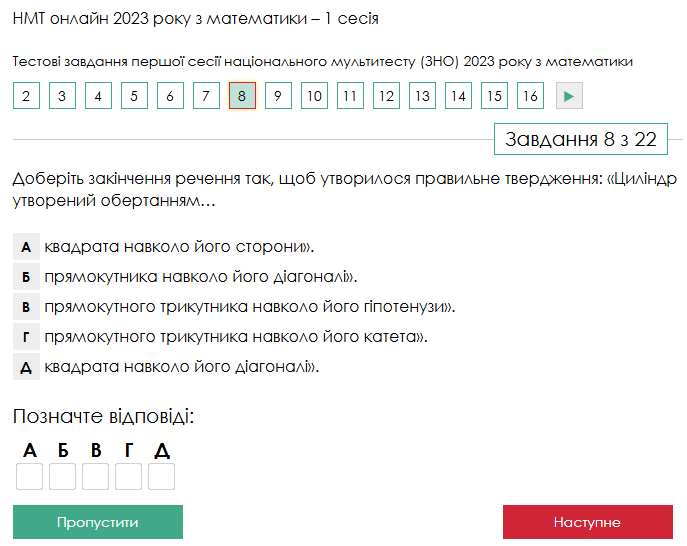 НМТ онлайн 2023 року з математики – 1 сесія
Тестові завдання першої сесії національного мультитесту (ЗНО) 2023 року з математики
2 3 4 5 6 7 8 9 10 11 12 13 14 15 16
Завдання 8 з 22
Доберіть закінчення речення так, щоб утворилося правильне твердження: «Циліндр
утворений обертанням…
А квадрата навколо його сторони».
Б прямокутника навколо його діагоналі».
В прямокутного трикутника навколо його гіпотенузи».
Г прямокутного трикутника навколо його катета».
Д квадрата навколо його діагоналі».
Позначте відповіді:
А Б В Г Д
Пропустити Наступне